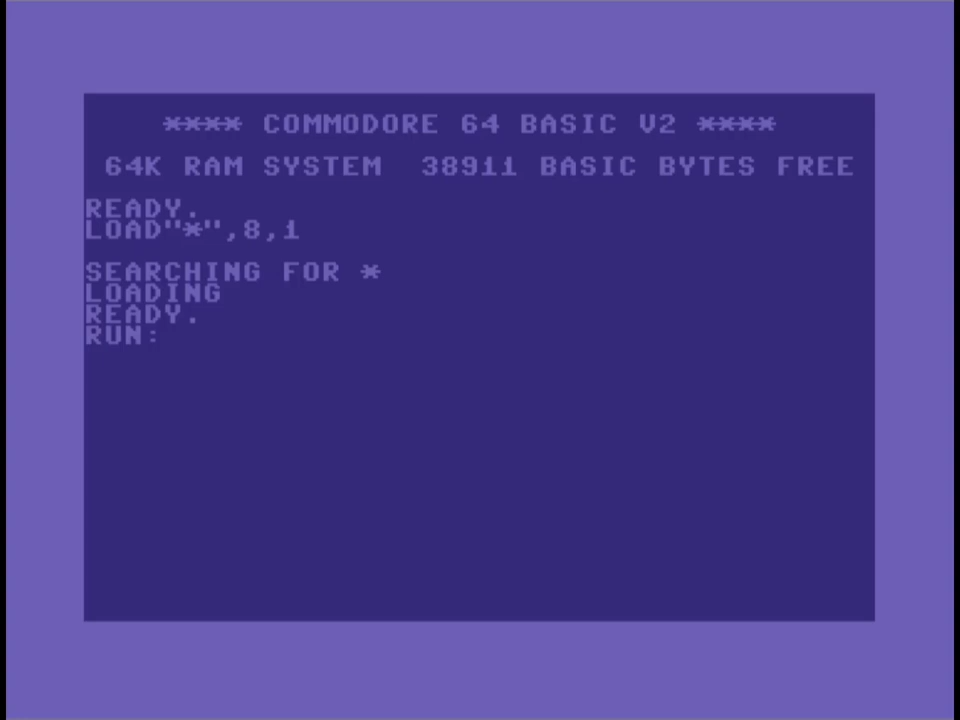 **** COMMODORE 64 BASIC V2 ****
64K RAM SYSTEM  38911 BASIC BYTES FREE
READY.
LOAD"*",8,1
SEARCHING FOR *
LOADING
READY.
RUN: